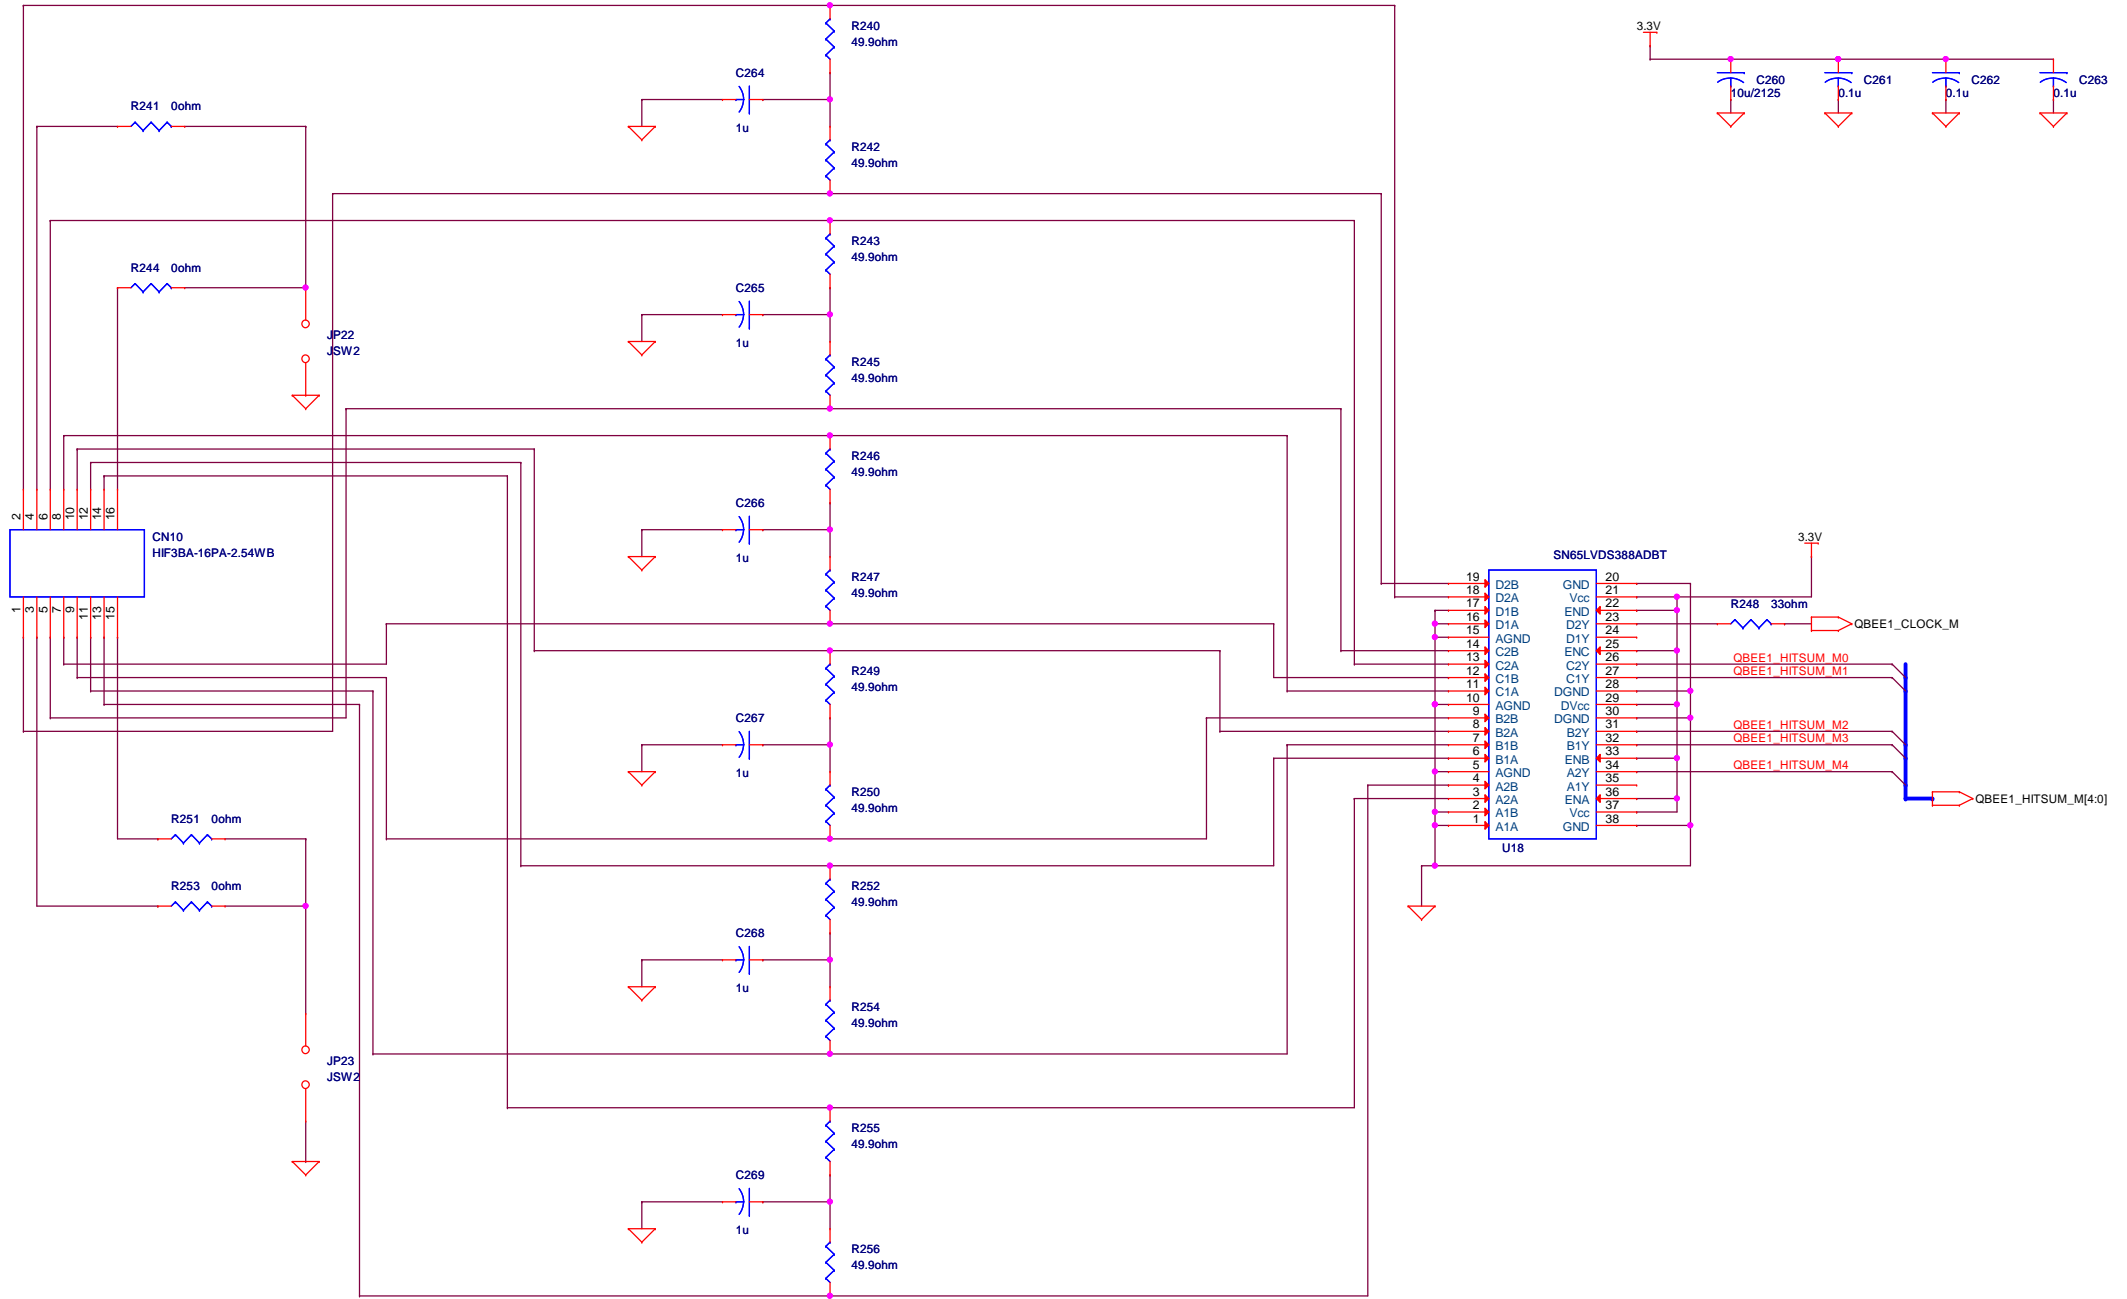 R240
49.9ohm
3.3V
C264
1u
C260
10u/2125
C261
0.1u
C262
0.1u
C263
0.1u
R241 0ohm
R242
49.9ohm
R243
49.9ohm
R244 0ohm
C265
1u
JP22
JSW2
R245
49.9ohm
R246
49.9ohm
C266
1u
2
4
6
8
10
12
14
16
CN10
HIF3BA-16PA-2.54WB
1
3
5
7
9
11
13
15
R247
49.9ohm
R249
49.9ohm
C267
1u
R250
49.9ohm
R251 0ohm
R253 0ohm
R252
49.9ohm
C268
1u
R254
49.9ohm
JP23
JSW2
R255
49.9ohm
C269
1u
R256
49.9ohm
3.3V
SN65LVDS388ADBT
19 D2B GND 20
18 D2A Vcc 21
17 D1B END 22
16 D1A D2Y 23
15 AGND D1Y 24
14 C2B ENC 25
13 C2A C2Y 26
12 C1B C1Y 27
11 C1A DGND 28
10 AGND DVcc 29
9 B2B DGND 30
8 B2A B2Y 31
7 B1B B1Y 32
6 B1A ENB 33
5 AGND A2Y 34
4 A2B A1Y 35
3 A2A ENA 36
2 A1B Vcc 37
1 A1A GND 38
U18
R248 33ohm
QBEE1_CLOCK_M
QBEE1_HITSUM_M0
QBEE1_HITSUM_M1
QBEE1_HITSUM_M2
QBEE1_HITSUM_M3
QBEE1_HITSUM_M4
QBEE1_HITSUM_M[4:0]